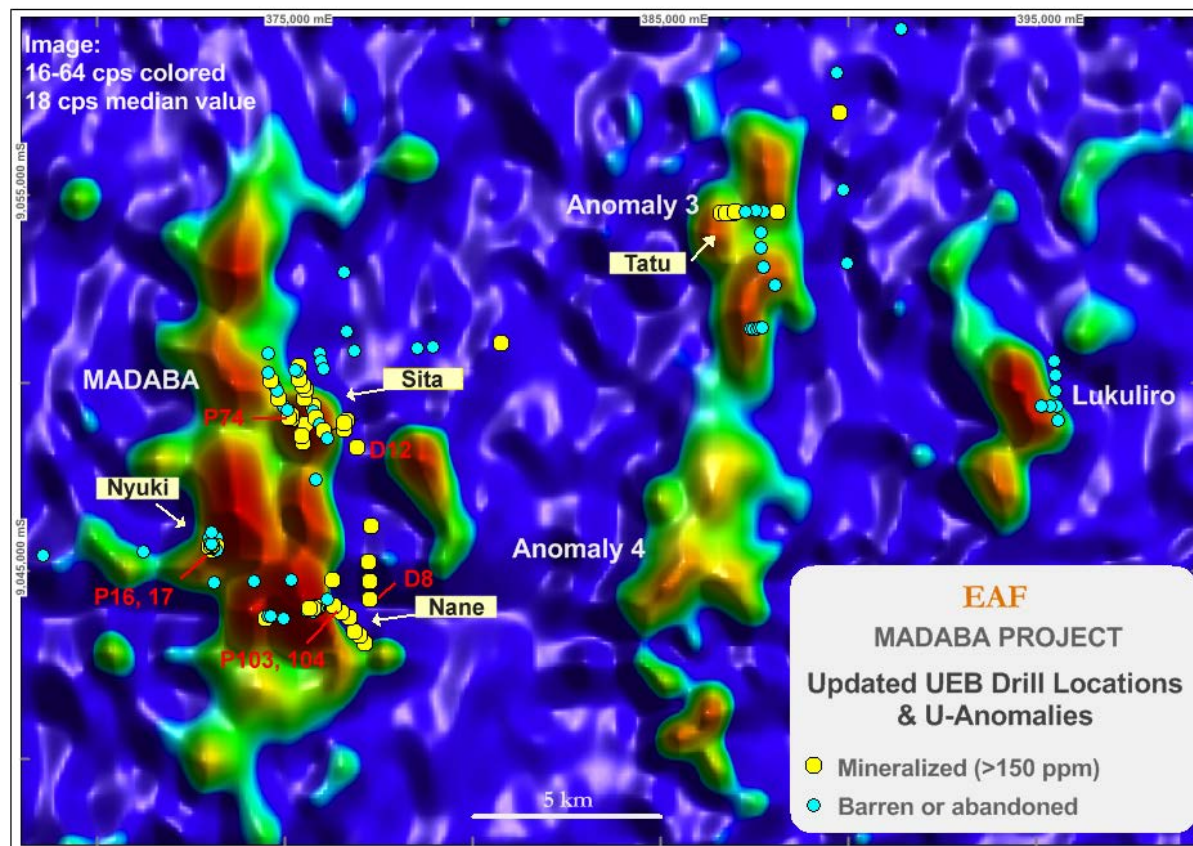 375,000 mE
385,000 mE
395,000 mE
Image:
16-64 cps colored
18 cps median value
9,055,000 mS
Anomaly 3
Tatu
MADABA
Sita
P74
D12
Lukuliro
Nyuki
Anomaly 4
9,045,000 mS
P16, 17
D8
Nane
P103, 104
5 km
EAF
MADABA PROJECT
Updated UEB Drill Locations
& U-Anomalies
Mineralized (>150 ppm)
Barren or abandoned